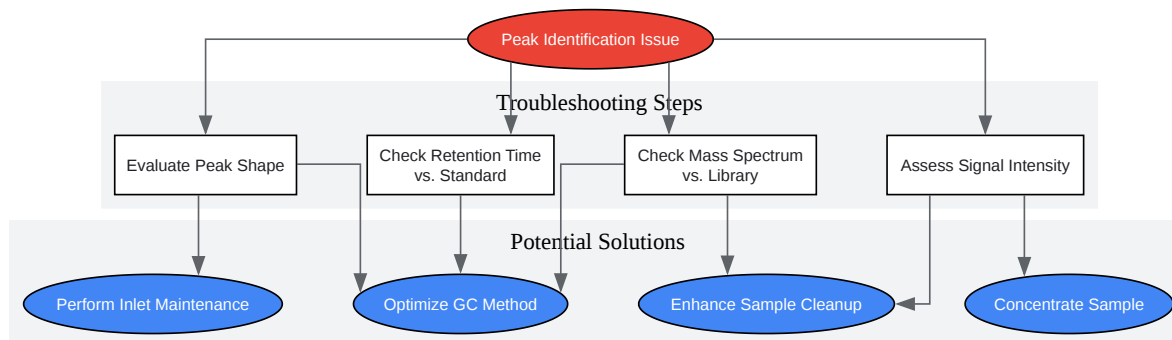 Peak Identification Issue
Troubleshooting Steps
Evaluate Peak Shape
Check Retention Time
vs. Standard
Check Mass Spectrum
vs. Library
Assess Signal Intensity
Potential Solutions
Perform Inlet Maintenance
Optimize GC Method
Enhance Sample Cleanup
Concentrate Sample